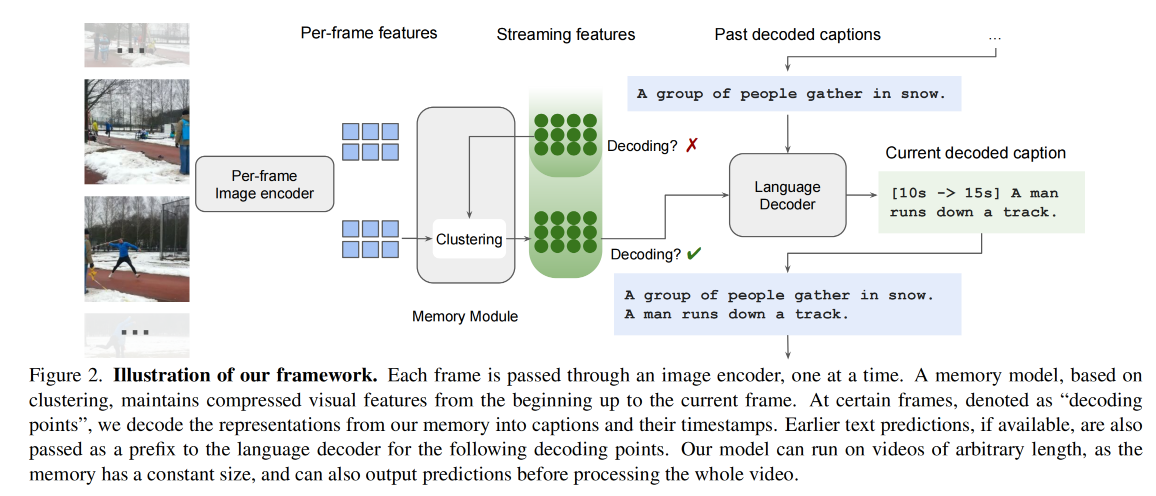 Per-frame features
Streaming features
Past decoded captions
...
A group of people gather in snow.
Decoding? ✗
Current decoded caption
Per-frame
Image encoder
Language
Decoder
[10s -> 15s] A man
runs down a track.
Clustering
Decoding? ✓
Memory Module
A group of people gather in snow.
A man runs down a track.
Figure 2. Illustration of our framework. Each frame is passed through an image encoder, one at a time. A memory model, based on
clustering, maintains compressed visual features from the beginning up to the current frame. At certain frames, denoted as “decoding
points”, we decode the representations from our memory into captions and their timestamps. Earlier text predictions, if available, are also
passed as a prefix to the language decoder for the following decoding points. Our model can run on videos of arbitrary length, as the
memory has a constant size, and can also output predictions before processing the whole video.